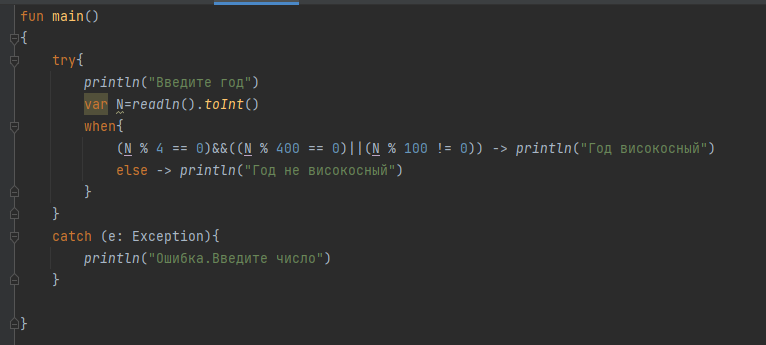 fun main()
{
    try{
        println("Введите год")
        var N=readln().toInt()
        when{
            (N % 4 == 0)&&((N % 400 == 0)||(N % 100 != 0)) -> println("Год високосный")
            else -> println("Год не високосный")
        }
    }
    catch (e: Exception){
        println("Ошибка.Введите число")
    }
}